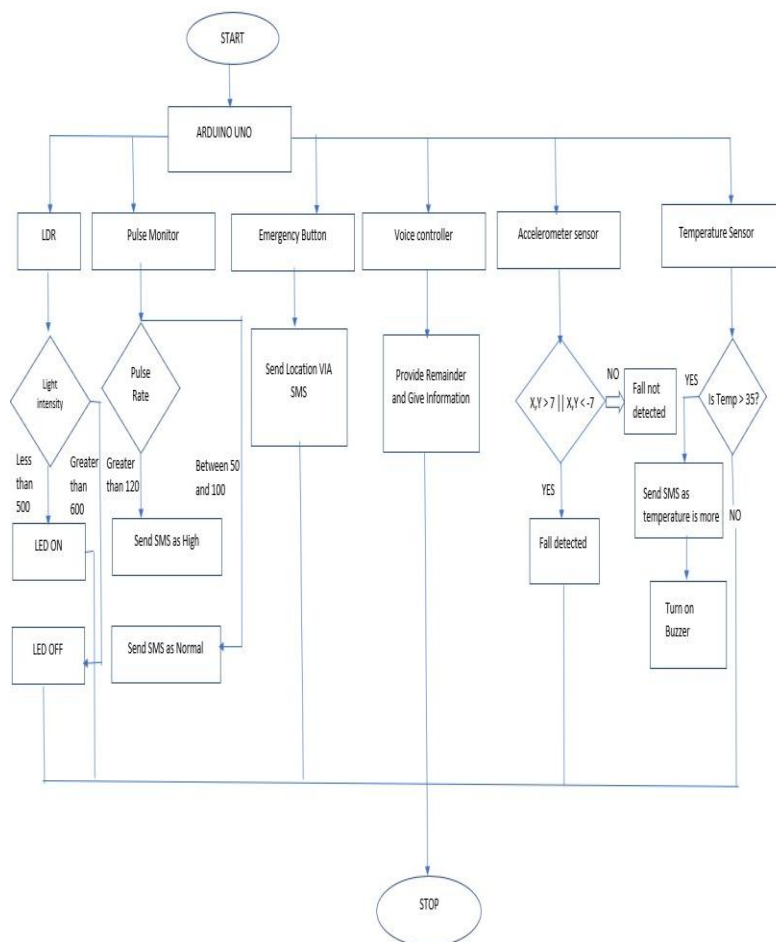 START
ARDUINO UNO
LDR
Pulse Monitor
Emergency Button
Voice controller
Accelerometer sensor
Temperature Sensor
Light
intensity
Pulse
Rate
Send Location VIA
SMS
Provide Remainder
and Give Information
X,Y > 7 || X,Y < -7
NO
Fall not
detected
YES
Is Temp > 35?
Less
than
500
Greater
than
600
Greater
than 120
Between 50
and 100
YES
Send SMS as
temperature is more
NO
LED ON
Send SMS as High
Fall detected
Turn on
Buzzer
LED OFF
Send SMS as Normal
STOP